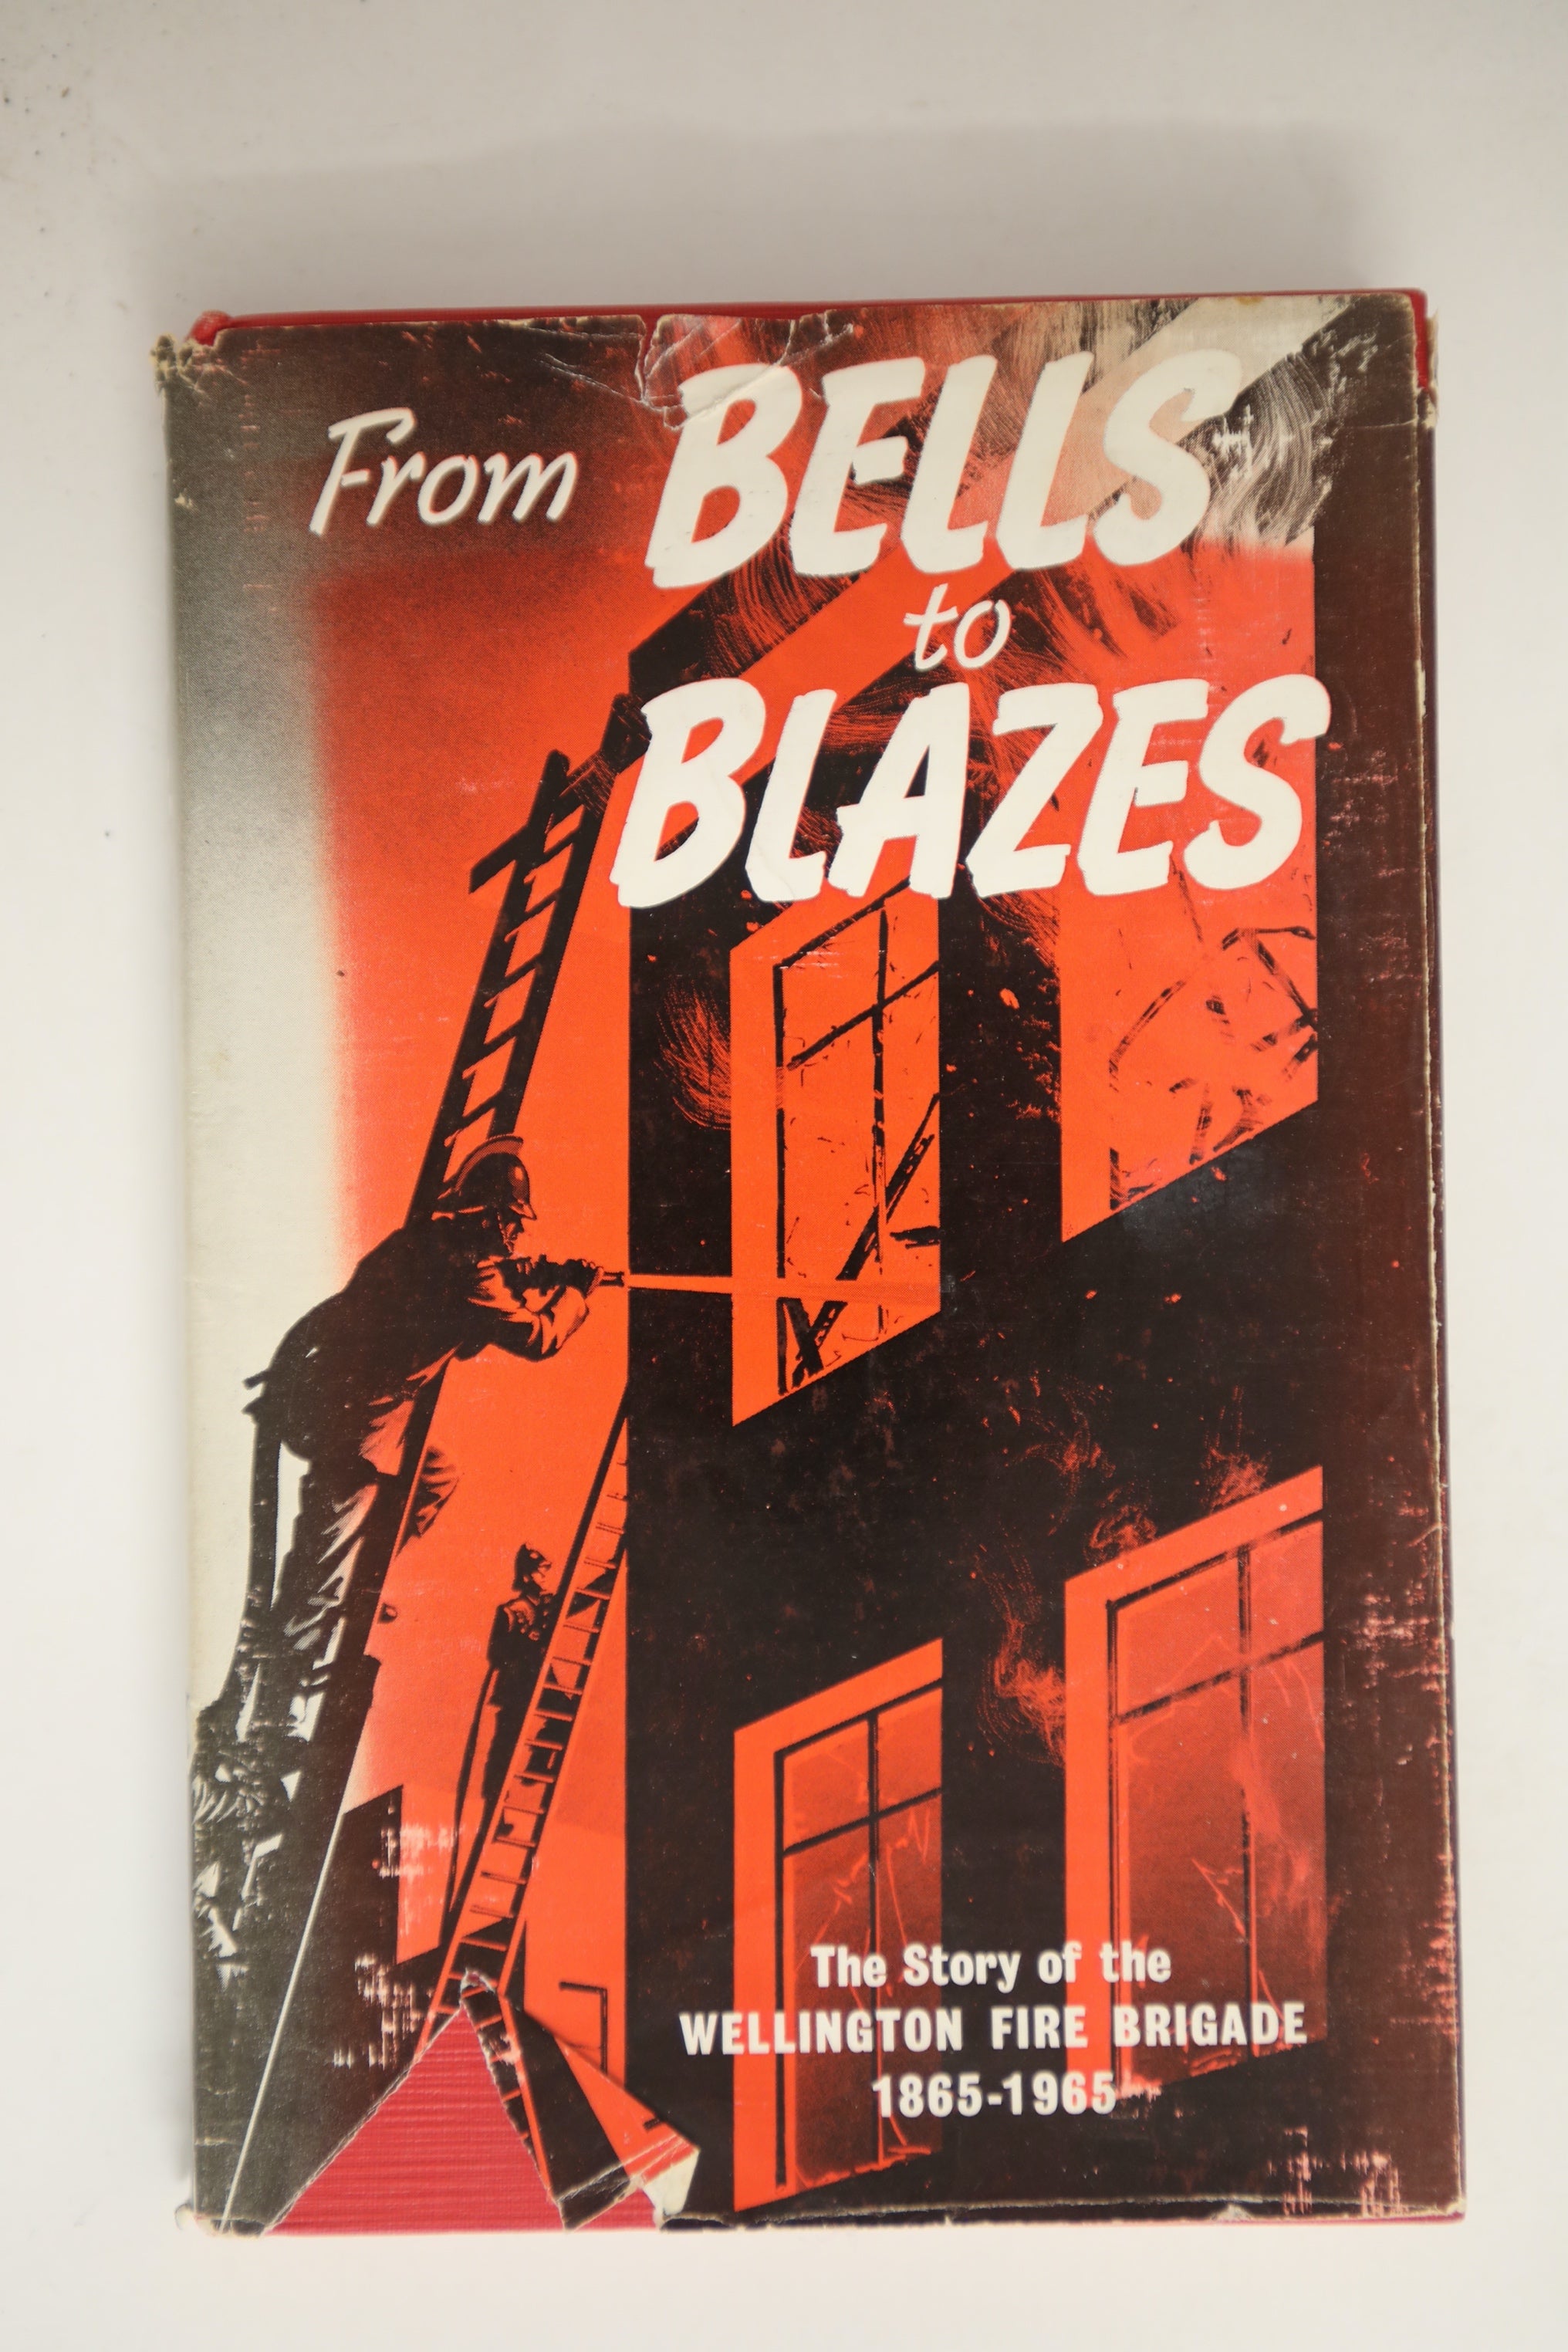 From BELLS
to
BLAZES
The Story of the
WELLINGTON FIRE BRIGADE
1865-1965